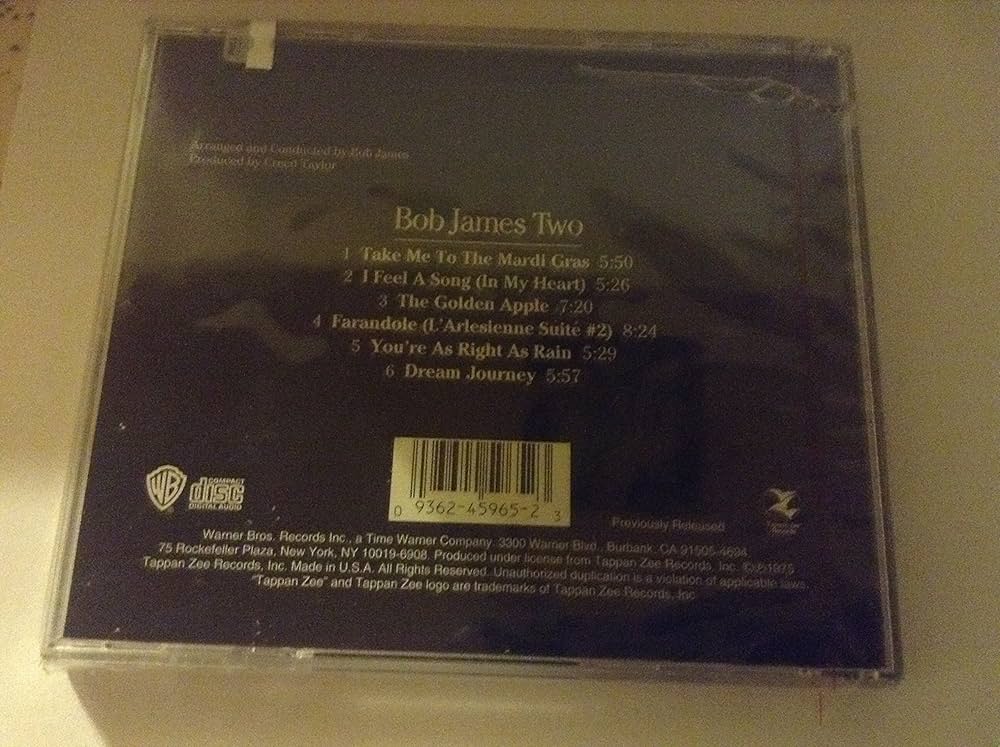 Arranged and Conducted by Bob James
Produced by Creed Taylor
Bob James Two
1 Take Me To The Mardi Gras 5:50
2 I Feel A Song (In My Heart) 5:26
3 The Golden Apple 7:20
4 Farandole (L'Arlesienne Suite #2) 8:24
5 You're As Right As Rain 5:29
6 Dream Journey 5:57
WB
COMPACT
disc
DIGITAL AUDIO
0 9362-45965-2 3
Previously Released
Tappan Zee
Records
Warner Bros. Records Inc., a Time Warner Company. 3300 Warner Blvd., Burbank, CA 91505-4694
75 Rockefeller Plaza, New York, NY 10019-6908. Produced under license from Tappan Zee Records, Inc. ©℗1975
Tappan Zee Records, Inc. Made in U.S.A. All Rights Reserved. Unauthorized duplication is a violation of applicable laws.
"Tappan Zee" and Tappan Zee logo are trademarks of Tappan Zee Records, Inc.